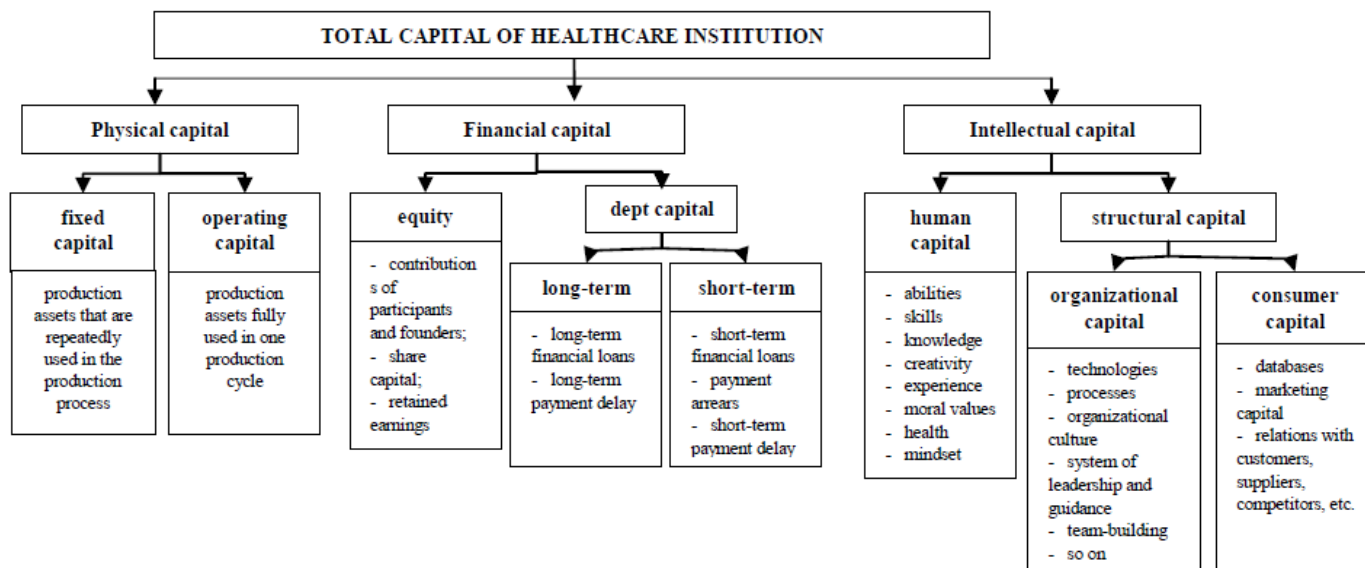 TOTAL CAPITAL OF HEALTHCARE INSTITUTION
Physical capital
Financial capital
Intellectual capital
fixed
capital
production
assets that are
repeatedly
used in the
production
process
operating
capital
production
assets fully
used in one
production
cycle
equity
- contribution
s of
participants
and founders;
- share
capital;
- retained
earnings
dept capital
long-term
- long-term
financial loans
- long-term
payment delay
short-term
- short-term
financial loans
- payment
arrears
- short-term
payment delay
human
capital
- abilities
- skills
- knowledge
- creativity
- experience
- moral values
- health
- mindset
structural capital
organizational
capital
- technologies
- processes
- organizational
culture
- system of
leadership and
guidance
- team-building
- so on
consumer
capital
- databases
- marketing
capital
- relations with
customers,
suppliers,
competitors, etc.